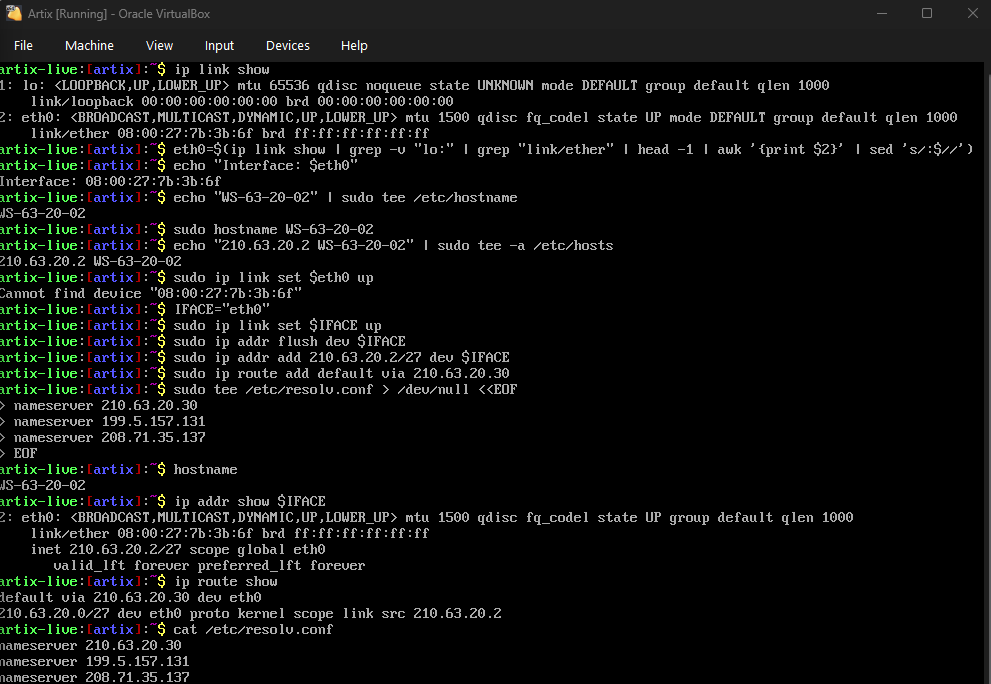 Artix [Running] - Oracle VirtualBox
File Machine View Input Devices Help
artix-live:[artix]:~$ ip link show
1: lo: <LOOPBACK,UP,LOWER_UP> mtu 65536 qdisc noqueue state UNKNOWN mode DEFAULT group default qlen 1000
link/loopback 00:00:00:00:00:00 brd 00:00:00:00:00:00
2: eth0: <BROADCAST,MULTICAST,DYNAMIC,UP,LOWER_UP> mtu 1500 qdisc fq_codel state UP mode DEFAULT group default qlen 1000
link/ether 08:00:27:7b:3b:6f brd ff:ff:ff:ff:ff:ff
artix-live:[artix]:~$ eth0=$(ip link show | grep -v "lo:" | grep "link/ether" | head -1 | awk '{print $2}' | sed 's/:$//')
artix-live:[artix]:~$ echo "Interface: $eth0"
Interface: 08:00:27:7b:3b:6f
artix-live:[artix]:~$ echo "WS-63-20-02" | sudo tee /etc/hostname
WS-63-20-02
artix-live:[artix]:~$ sudo hostname WS-63-20-02
artix-live:[artix]:~$ echo "210.63.20.2 WS-63-20-02" | sudo tee -a /etc/hosts
210.63.20.2 WS-63-20-02
artix-live:[artix]:~$ sudo ip link set $eth0 up
Cannot find device "08:00:27:7b:3b:6f"
artix-live:[artix]:~$ IFACE="eth0"
artix-live:[artix]:~$ sudo ip link set $IFACE up
artix-live:[artix]:~$ sudo ip addr flush dev $IFACE
artix-live:[artix]:~$ sudo ip addr add 210.63.20.2/27 dev $IFACE
artix-live:[artix]:~$ sudo ip route add default via 210.63.20.30
artix-live:[artix]:~$ sudo tee /etc/resolv.conf > /dev/null <<EOF
> nameserver 210.63.20.30
> nameserver 199.5.157.131
> nameserver 208.71.35.137
> EOF
artix-live:[artix]:~$ hostname
WS-63-20-02
artix-live:[artix]:~$ ip addr show $IFACE
2: eth0: <BROADCAST,MULTICAST,DYNAMIC,UP,LOWER_UP> mtu 1500 qdisc fq_codel state UP group default qlen 1000
link/ether 08:00:27:7b:3b:6f brd ff:ff:ff:ff:ff:ff
inet 210.63.20.2/27 scope global eth0
valid_lft forever preferred_lft forever
artix-live:[artix]:~$ ip route show
default via 210.63.20.30 dev eth0
210.63.20.0/27 dev eth0 proto kernel scope link src 210.63.20.2
artix-live:[artix]:~$ cat /etc/resolv.conf
nameserver 210.63.20.30
nameserver 199.5.157.131
nameserver 208.71.35.137